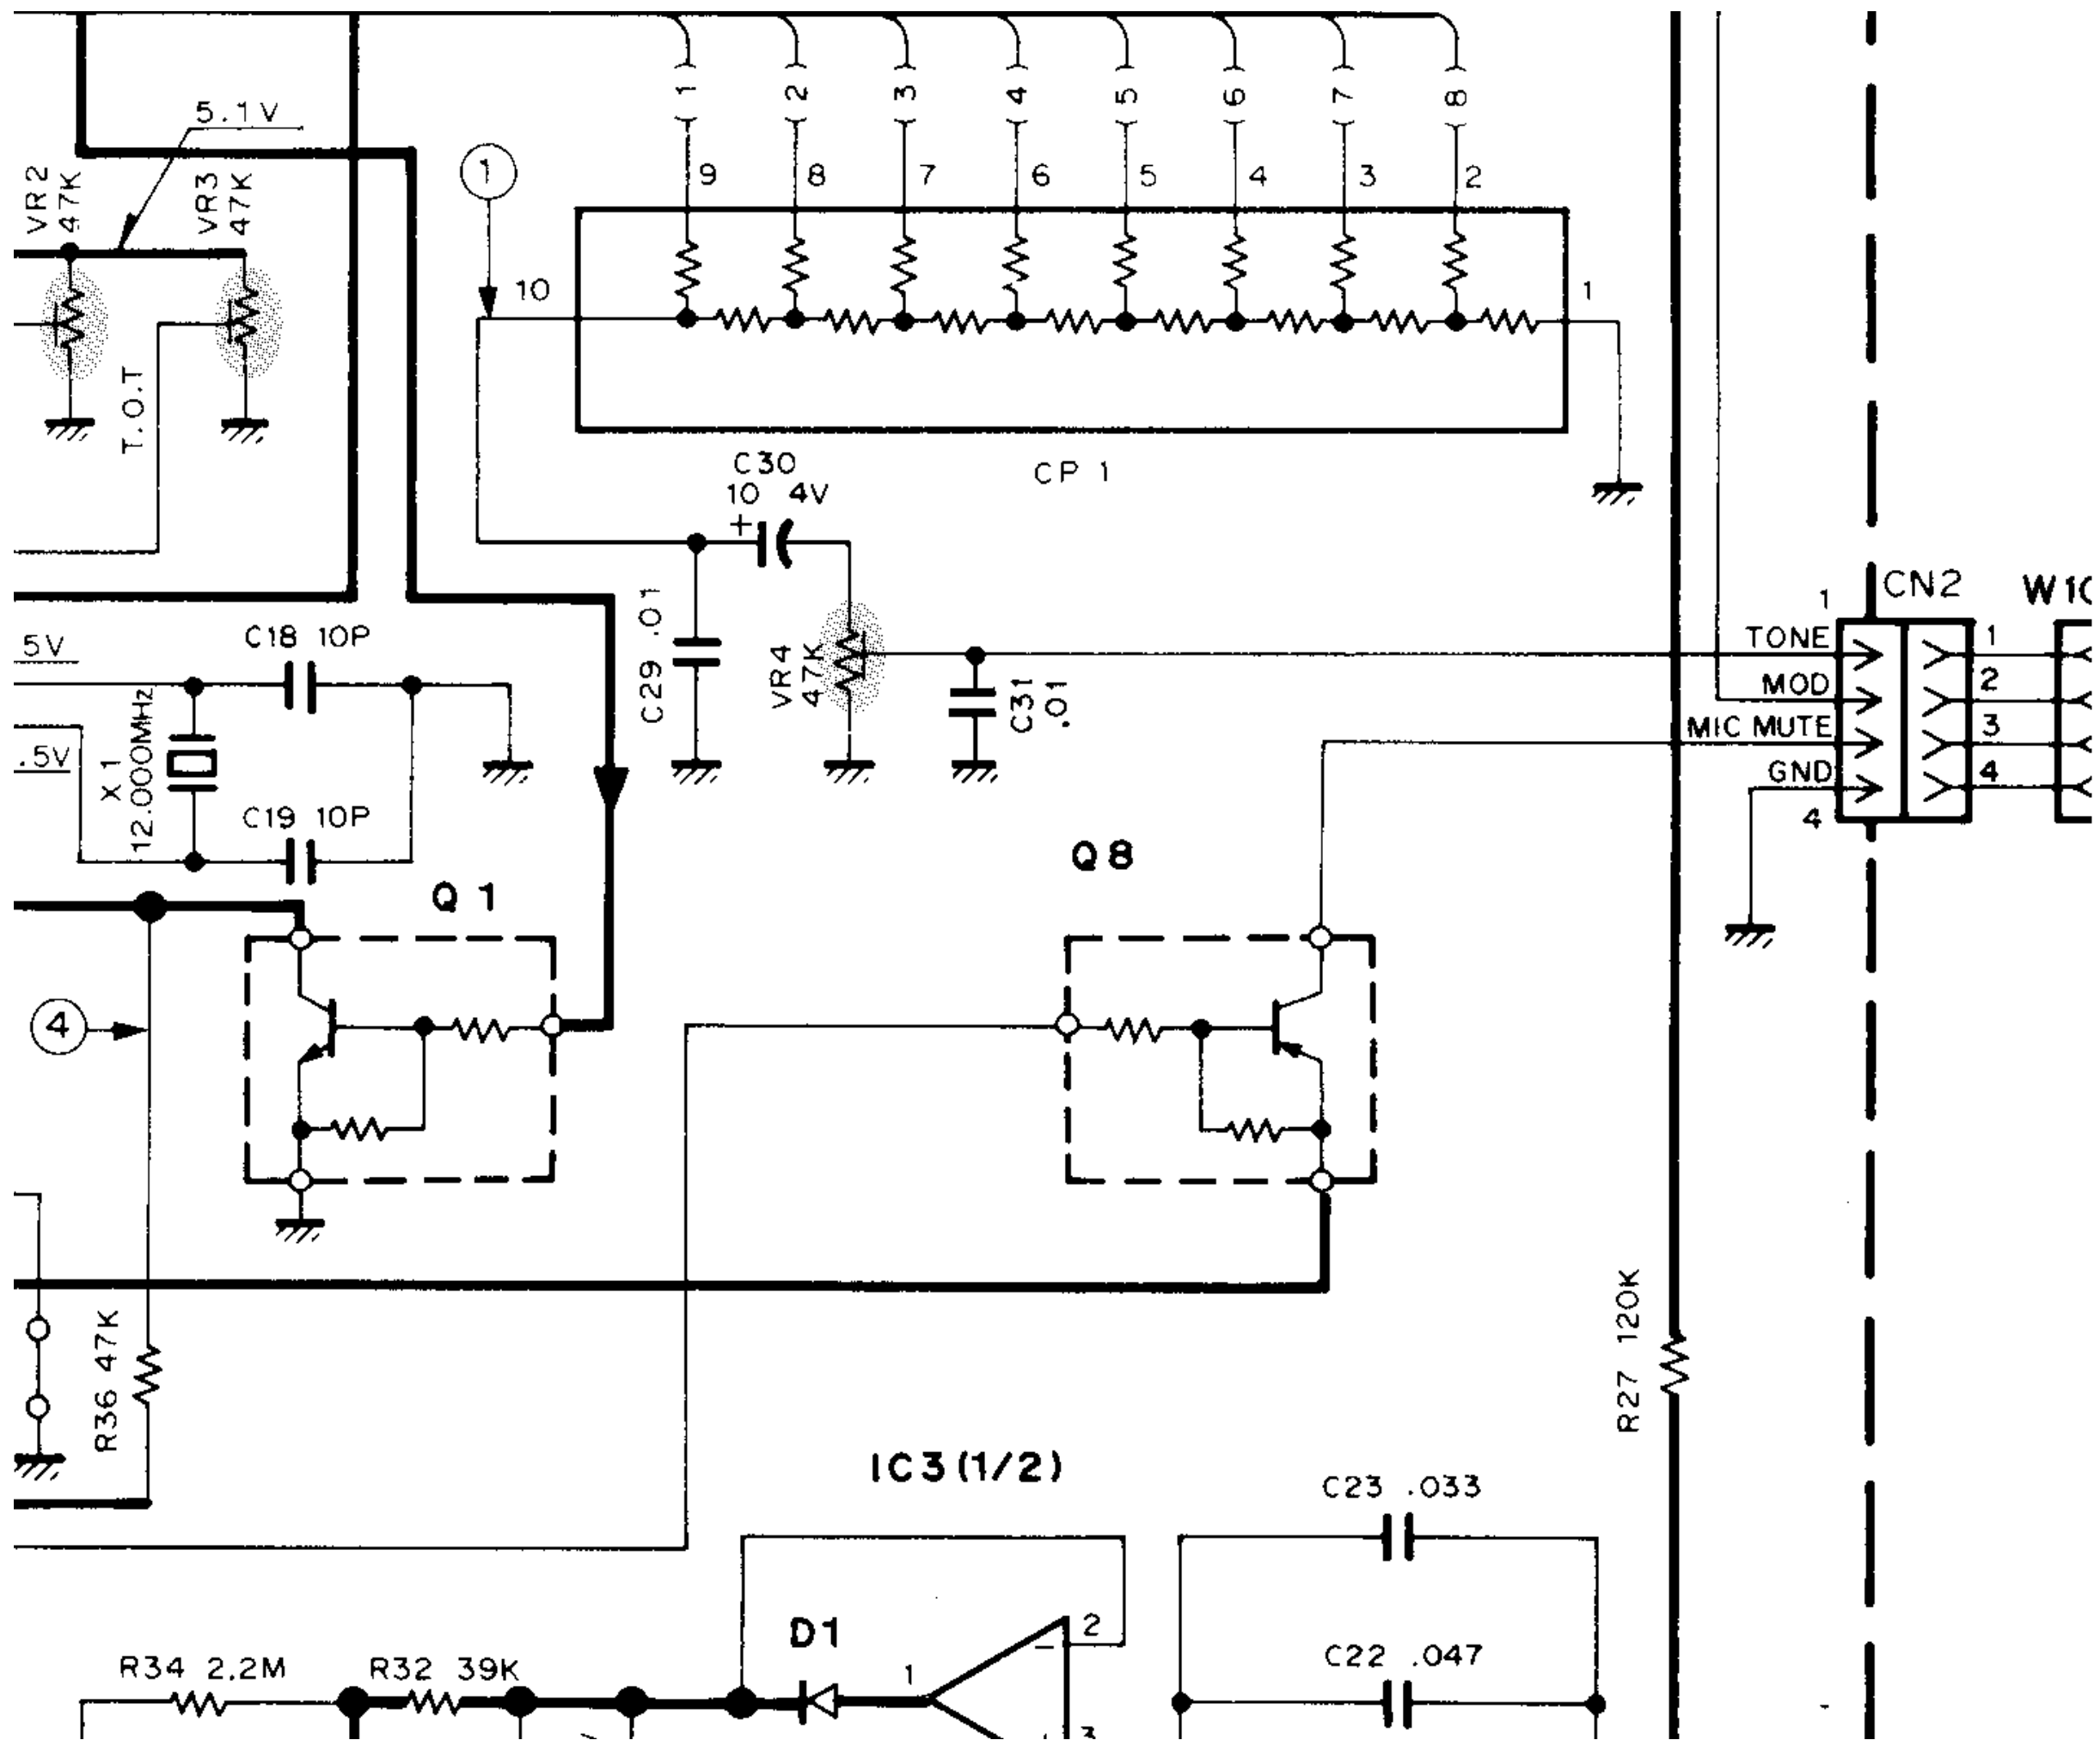 1 2 3 4 5 6 7 8
5.1V
VR2 47K
VR3 47K
1
9 8 7 6 5 4 3 2
10
1
T.O.T
CP 1
C30
10 4V
+
CN2
1
C29 .01
5V
C18 10P
VR4 47K
C31 .01
TONE
1
MOD
2
MIC MUTE
3
GND
4
4
.5V
X1 12.000MHz
C19 10P
Q1
Q8
4
R36 47K
R27 120K
IC3 (1/2)
C23 .033
D1
2
−
R34 2.2M
R32 39K
1
C22 .047
3